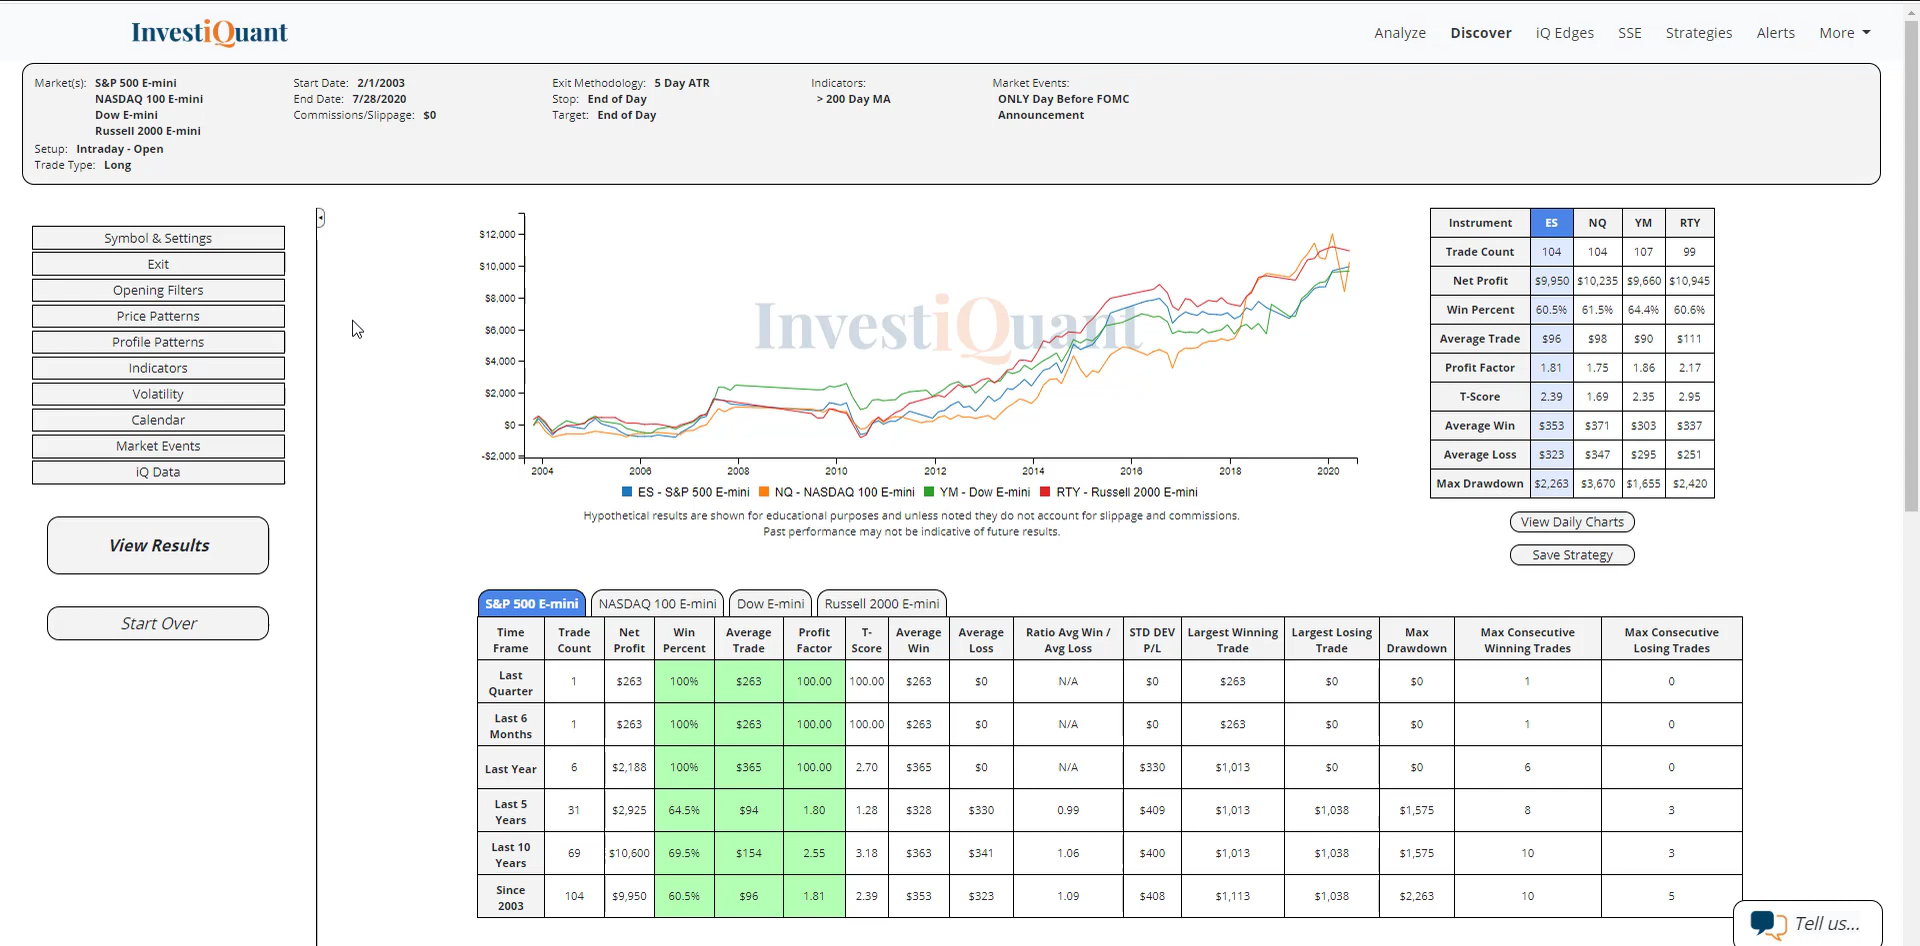 InvestiQuant
Analyze Discover iQ Edges SSE Strategies Alerts More
Market(s): S&P 500 E-mini
NASDAQ 100 E-mini
Dow E-mini
Russell 2000 E-mini
Setup: Intraday - Open
Trade Type: Long
Start Date: 2/1/2003
End Date: 7/28/2020
Commissions/Slippage: $0
Exit Methodology: 5 Day ATR
Stop: End of Day
Target: End of Day
Indicators:
> 200 Day MA
Market Events:
ONLY Day Before FOMC
Announcement
Symbol & Settings
Exit
Opening Filters
Price Patterns
Profile Patterns
Indicators
Volatility
Calendar
Market Events
iQ Data
View Results
Start Over
$12,000
$10,000
$8,000
$6,000
$4,000
$2,000
$0
-$2,000
InvestiQuant
2004 2006 2008 2010 2012 2014 2016 2018 2020
ES - S&P 500 E-mini NQ - NASDAQ 100 E-mini YM - Dow E-mini RTY - Russell 2000 E-mini
Hypothetical results are shown for educational purposes and unless noted they do not account for slippage and commissions.
Past performance may not be indicative of future results.
Instrument ES NQ YM RTY
Trade Count 104 104 107 99
Net Profit $9,950 $10,235 $9,660 $10,945
Win Percent 60.5% 61.5% 64.4% 60.6%
Average Trade $96 $98 $90 $111
Profit Factor 1.81 1.75 1.86 2.17
T-Score 2.39 1.69 2.35 2.95
Average Win $353 $371 $303 $337
Average Loss $323 $347 $295 $251
Max Drawdown $2,263 $3,670 $1,655 $2,420
View Daily Charts
Save Strategy
S&P 500 E-mini NASDAQ 100 E-mini Dow E-mini Russell 2000 E-mini
Time Trade Net Win Average Profit T- Average Average Ratio Avg Win / STD DEV Largest Winning Largest Losing Max Max Consecutive Max Consecutive
Frame Count Profit Percent Trade Factor Score Win Loss Avg Loss P/L Trade Trade Drawdown Winning Trades Losing Trades
Last
Quarter 1 $263 100% $263 100.00 100.00 $263 $0 N/A $0 $263 $0 $0 1 0
Last 6
Months 1 $263 100% $263 100.00 100.00 $263 $0 N/A $0 $263 $0 $0 1 0
Last Year 6 $2,188 100% $365 100.00 2.70 $365 $0 N/A $330 $1,013 $0 $0 6 0
Last 5
Years 31 $2,925 64.5% $94 1.80 1.28 $328 $330 0.99 $409 $1,013 $1,038 $1,575 8 3
Last 10
Years 69 $10,600 69.5% $154 2.55 3.18 $363 $341 1.06 $400 $1,013 $1,038 $1,575 10 3
Since
2003 104 $9,950 60.5% $96 1.81 2.39 $353 $323 1.09 $408 $1,113 $1,038 $2,263 10 5
Tell us...